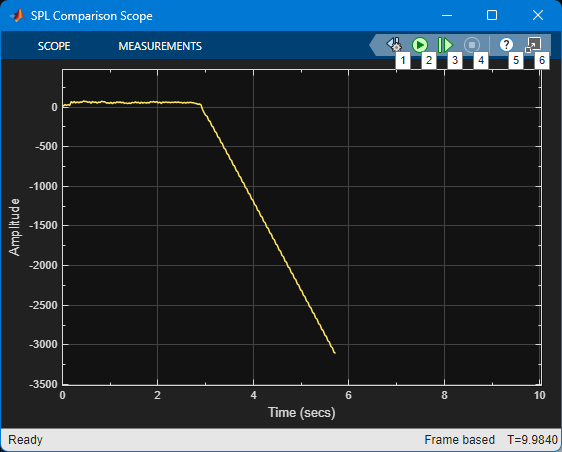 SPL Comparison Scope
SCOPE MEASUREMENTS
1 2 3 4 5 6
0
-500
-1000
-1500
-2000
-2500
-3000
-3500
Amplitude
0 2 4 6 8 10
Time (secs)
Ready Frame based T=9.9840